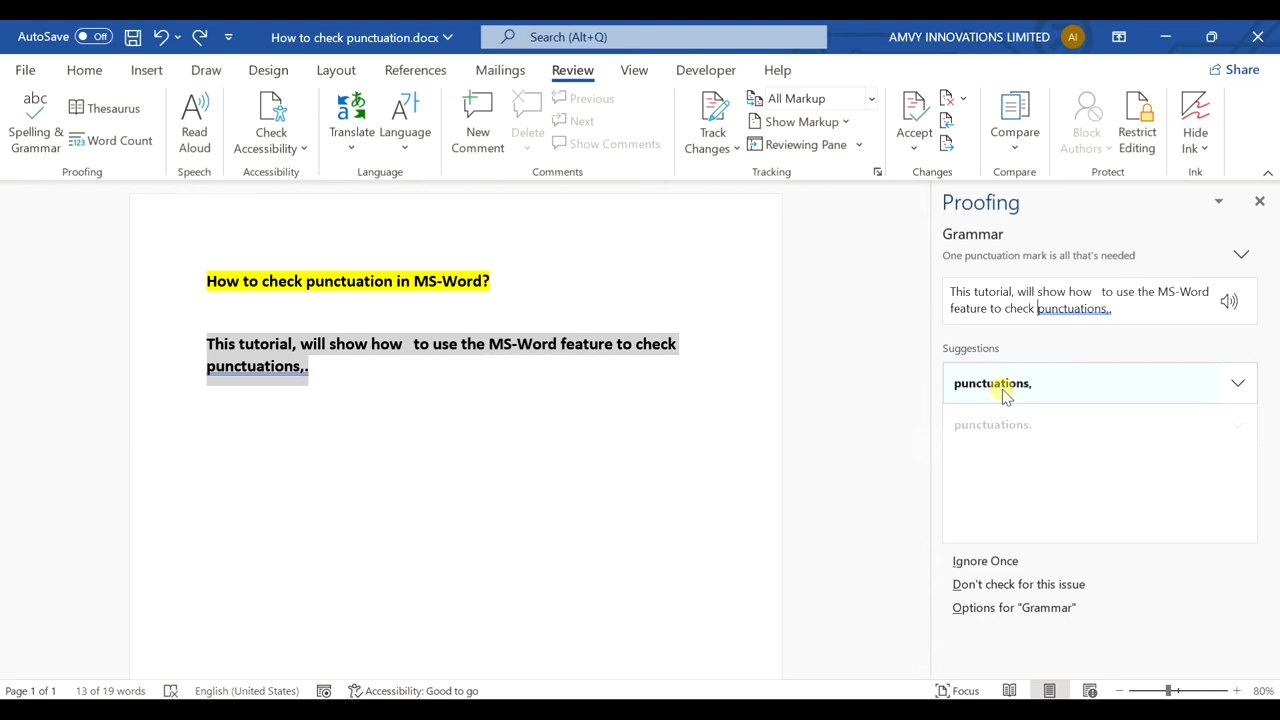 AutoSave Off How to check punctuation.docx Search (Alt+Q) AMVY INNOVATIONS LIMITED AI
File Home Insert Draw Design Layout References Mailings Review View Developer Help Share
abc Spelling & Grammar
Thesaurus
123 Word Count
Proofing
A Read Aloud
Speech
Check Accessibility
Accessibility
Translate
Language
Language
New Comment
Delete
Previous
Next
Show Comments
Comments
Track Changes
All Markup
Show Markup
Reviewing Pane
Tracking
Accept
Changes
Compare
Compare
Block Authors
Restrict Editing
Protect
Hide Ink
Ink
How to check punctuation in MS-Word?
This tutorial, will show how   to use the MS-Word feature to check
punctuations,.
Proofing
Grammar
One punctuation mark is all that's needed
This tutorial, will show how   to use the MS-Word
feature to check punctuations,.
Suggestions
punctuations,
punctuations.
Ignore Once
Don't check for this issue
Options for "Grammar"
Page 1 of 1 13 of 19 words English (United States) Accessibility: Good to go Focus 80%